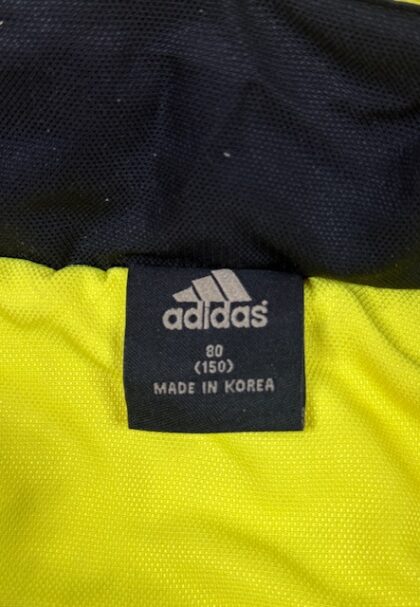 adidas
80
(150)
MADE IN KOREA